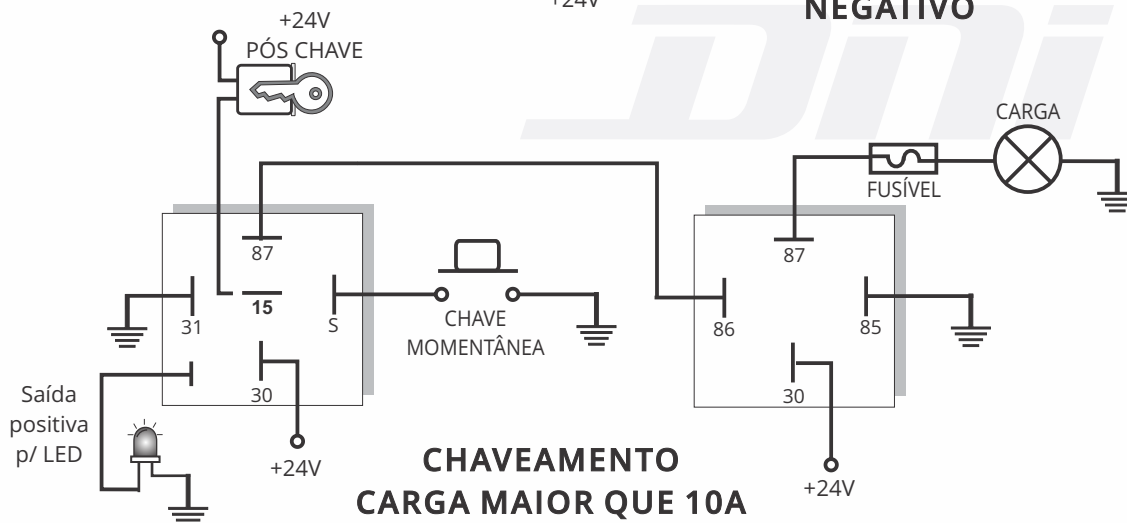 +24V
NEGATIVO
+24V
PÓS CHAVE
DNI
CARGA
FUSÍVEL
87
87
15
31
S
CHAVE
MOMENTÂNEA
86
85
30
30
Saída
positiva
p/ LED
+24V
+24V
CHAVEAMENTO
CARGA MAIOR QUE 10A